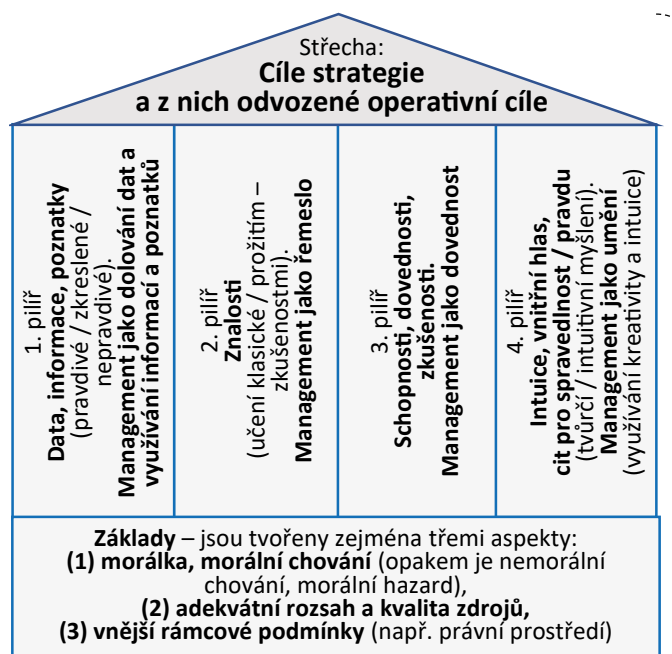 Střecha:
Cíle strategie
a z nich odvozené operativní cíle
1. pilíř
Data, informace, poznatky
(pravdivé / zkreslené /
nepravdivé).
Management jako dolování dat a
využívání informací a poznatků
2. pilíř
Znalosti
(učení klasické / prožitím –
zkušenostmi).
Management jako řemeslo
3. pilíř
Schopnosti, dovednosti,
zkušenosti.
Management jako dovednost
4. pilíř
Intuice, vnitřní hlas,
cit pro spravedlnost / pravdu
(tvůrčí / intuitivní myšlení).
Management jako umění
(využívání kreativity a intuice)
Základy – jsou tvořeny zejména třemi aspekty:
(1) morálka, morální chování (opakem je nemorální
chování, morální hazard),
(2) adekvátní rozsah a kvalita zdrojů,
(3) vnější rámcové podmínky (např. právní prostředí)